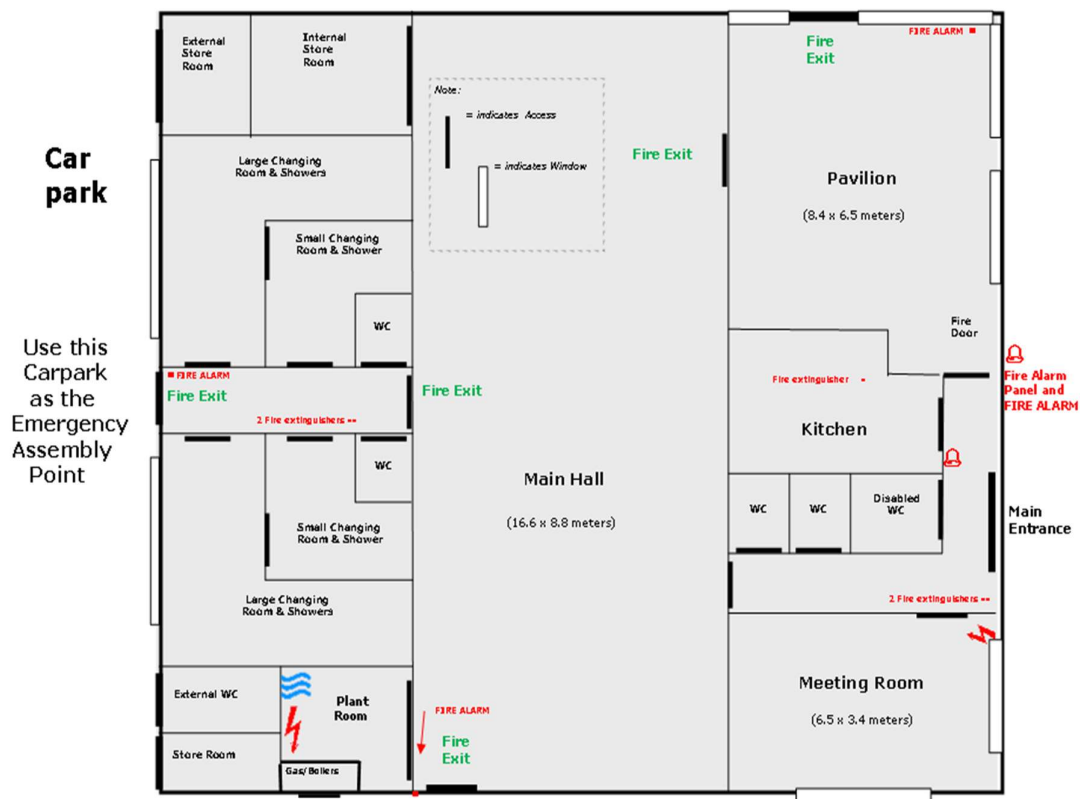 External
Store
Room
Internal
Store
Room
Fire
Exit
FIRE ALARM
Note:
= indicates Access
= indicates Window
Car
park
Large Changing
Room & Showers
Fire Exit
Pavilion
(8.4 x 6.5 meters)
Small Changing
Room & Shower
WC
Fire
Door
Use this
Carpark
as the
Emergency
Assembly
Point
FIRE ALARM
Fire Exit
2 Fire extinguishers --
Fire Exit
Fire extinguisher -
Fire Alarm
Panel and
FIRE ALARM
Kitchen
WC
Small Changing
Room & Shower
Main Hall
(16.6 x 8.8 meters)
WC
WC
Disabled
WC
Main
Entrance
Large Changing
Room & Showers
2 Fire extinguishers --
External WC
Plant
Room
Store Room
Gas/Boilers
FIRE ALARM
Fire
Exit
Meeting Room
(6.5 x 3.4 meters)